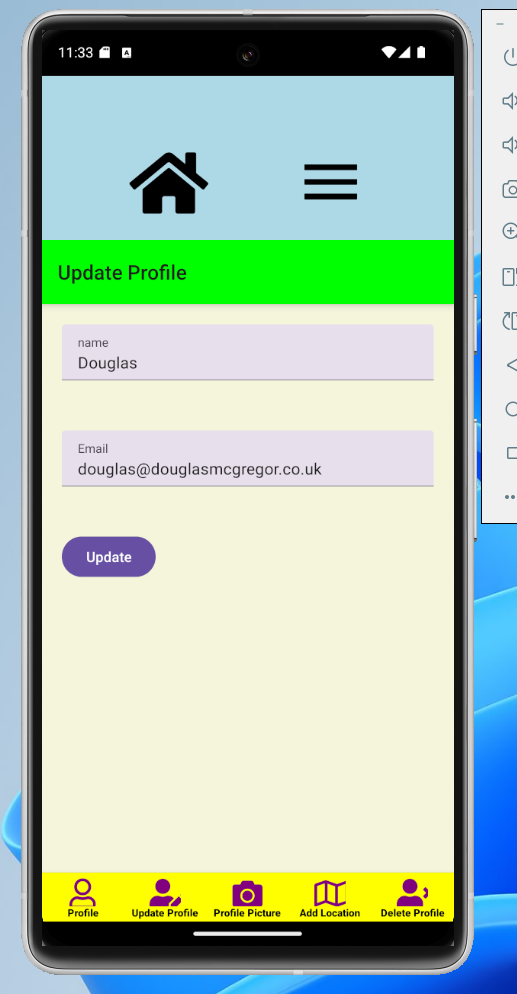 11:33
A
Update Profile
name
Douglas
Email
douglas@douglasmcgregor.co.uk
Update
Profile
Update Profile
Profile Picture
Add Location
Delete Profile